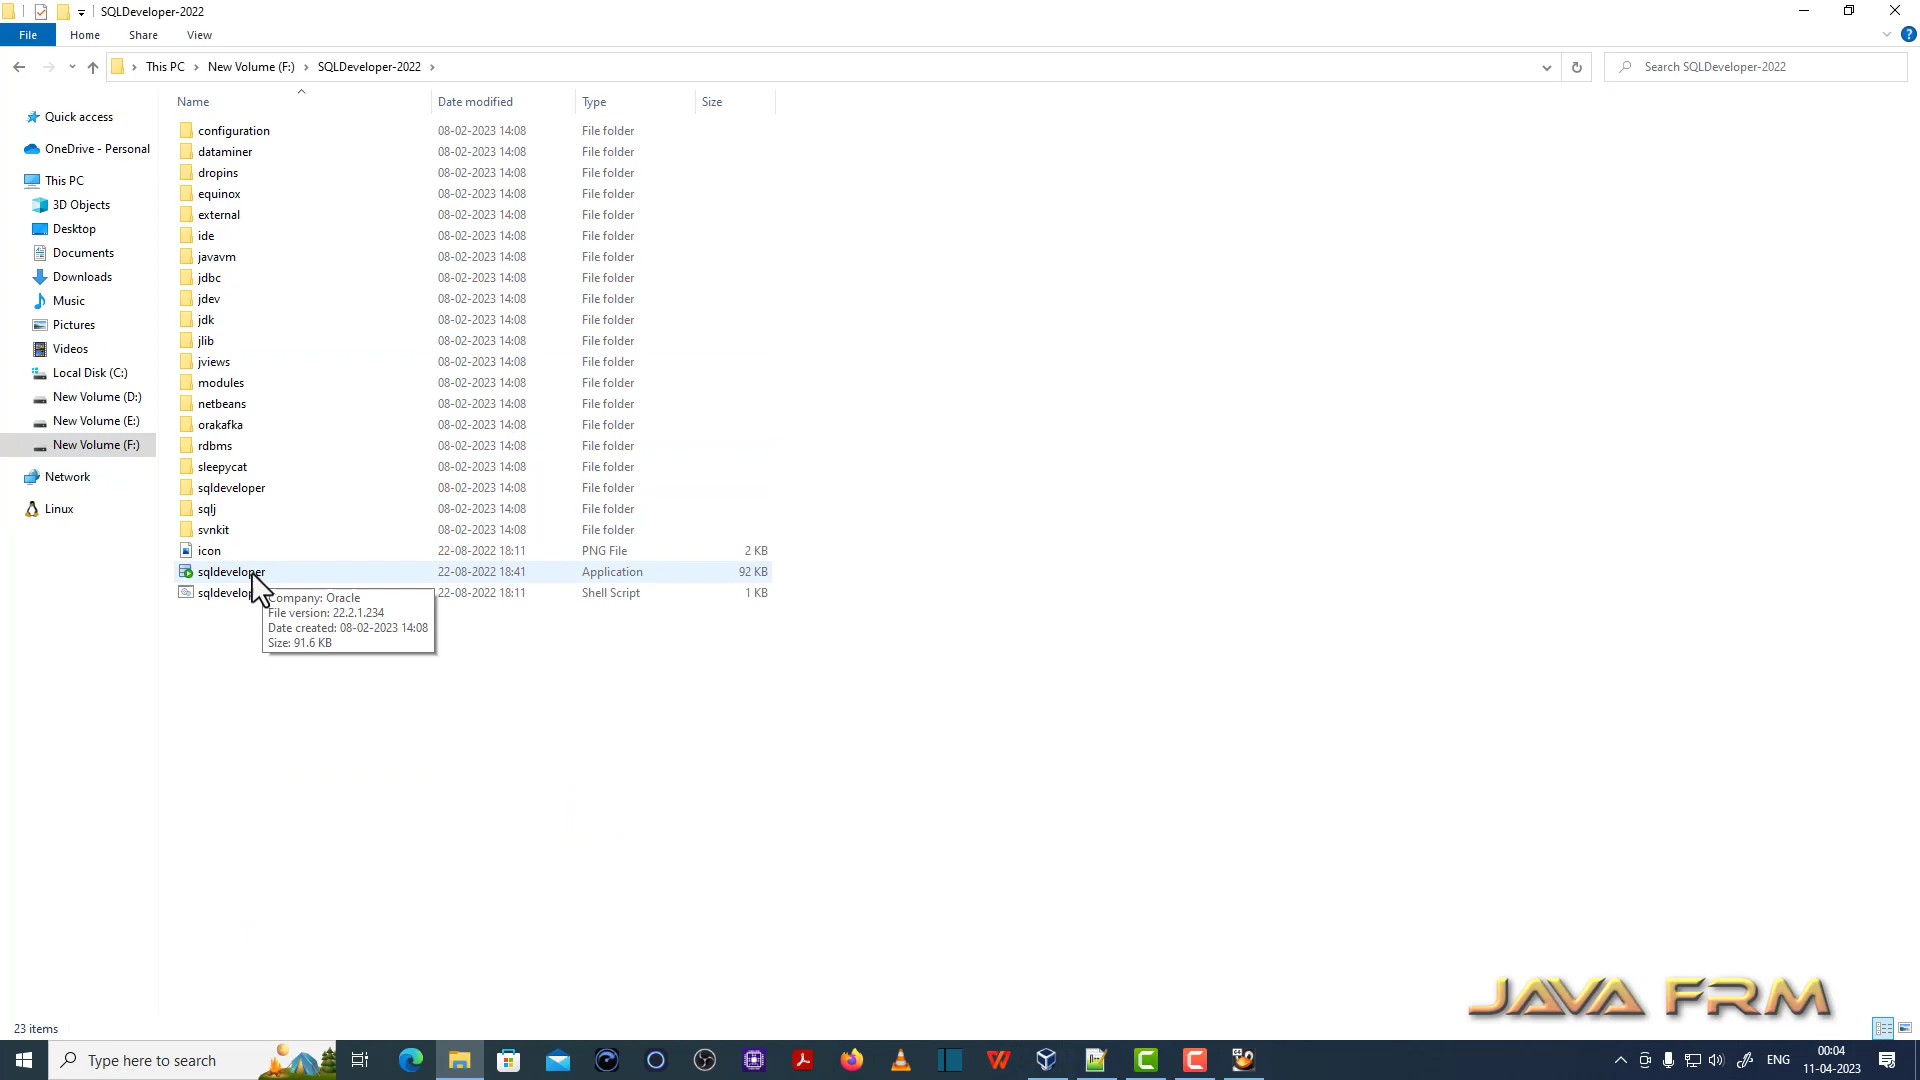 SQLDeveloper-2022
File Home Share View
This PC New Volume (F:) SQLDeveloper-2022 Search SQLDeveloper-2022
Name Date modified Type Size
Quick access
OneDrive - Personal
This PC
3D Objects
Desktop
Documents
Downloads
Music
Pictures
Videos
Local Disk (C:)
New Volume (D:)
New Volume (E:)
New Volume (F:)
Network
Linux
configuration 08-02-2023 14:08 File folder
dataminer 08-02-2023 14:08 File folder
dropins 08-02-2023 14:08 File folder
equinox 08-02-2023 14:08 File folder
external 08-02-2023 14:08 File folder
ide 08-02-2023 14:08 File folder
javavm 08-02-2023 14:08 File folder
jdbc 08-02-2023 14:08 File folder
jdev 08-02-2023 14:08 File folder
jdk 08-02-2023 14:08 File folder
jlib 08-02-2023 14:08 File folder
jviews 08-02-2023 14:08 File folder
modules 08-02-2023 14:08 File folder
netbeans 08-02-2023 14:08 File folder
orakafka 08-02-2023 14:08 File folder
rdbms 08-02-2023 14:08 File folder
sleepycat 08-02-2023 14:08 File folder
sqldeveloper 08-02-2023 14:08 File folder
sqlj 08-02-2023 14:08 File folder
svnkit 08-02-2023 14:08 File folder
icon 22-08-2022 18:11 PNG File 2 KB
sqldeveloper 22-08-2022 18:41 Application 92 KB
22-08-2022 18:11 Shell Script 1 KB
Company: Oracle
File version: 22.2.1.234
Date created: 08-02-2023 14:08
Size: 91.6 KB
JAVA FRM
23 items
Type here to search
ENG
00:04
11-04-2023